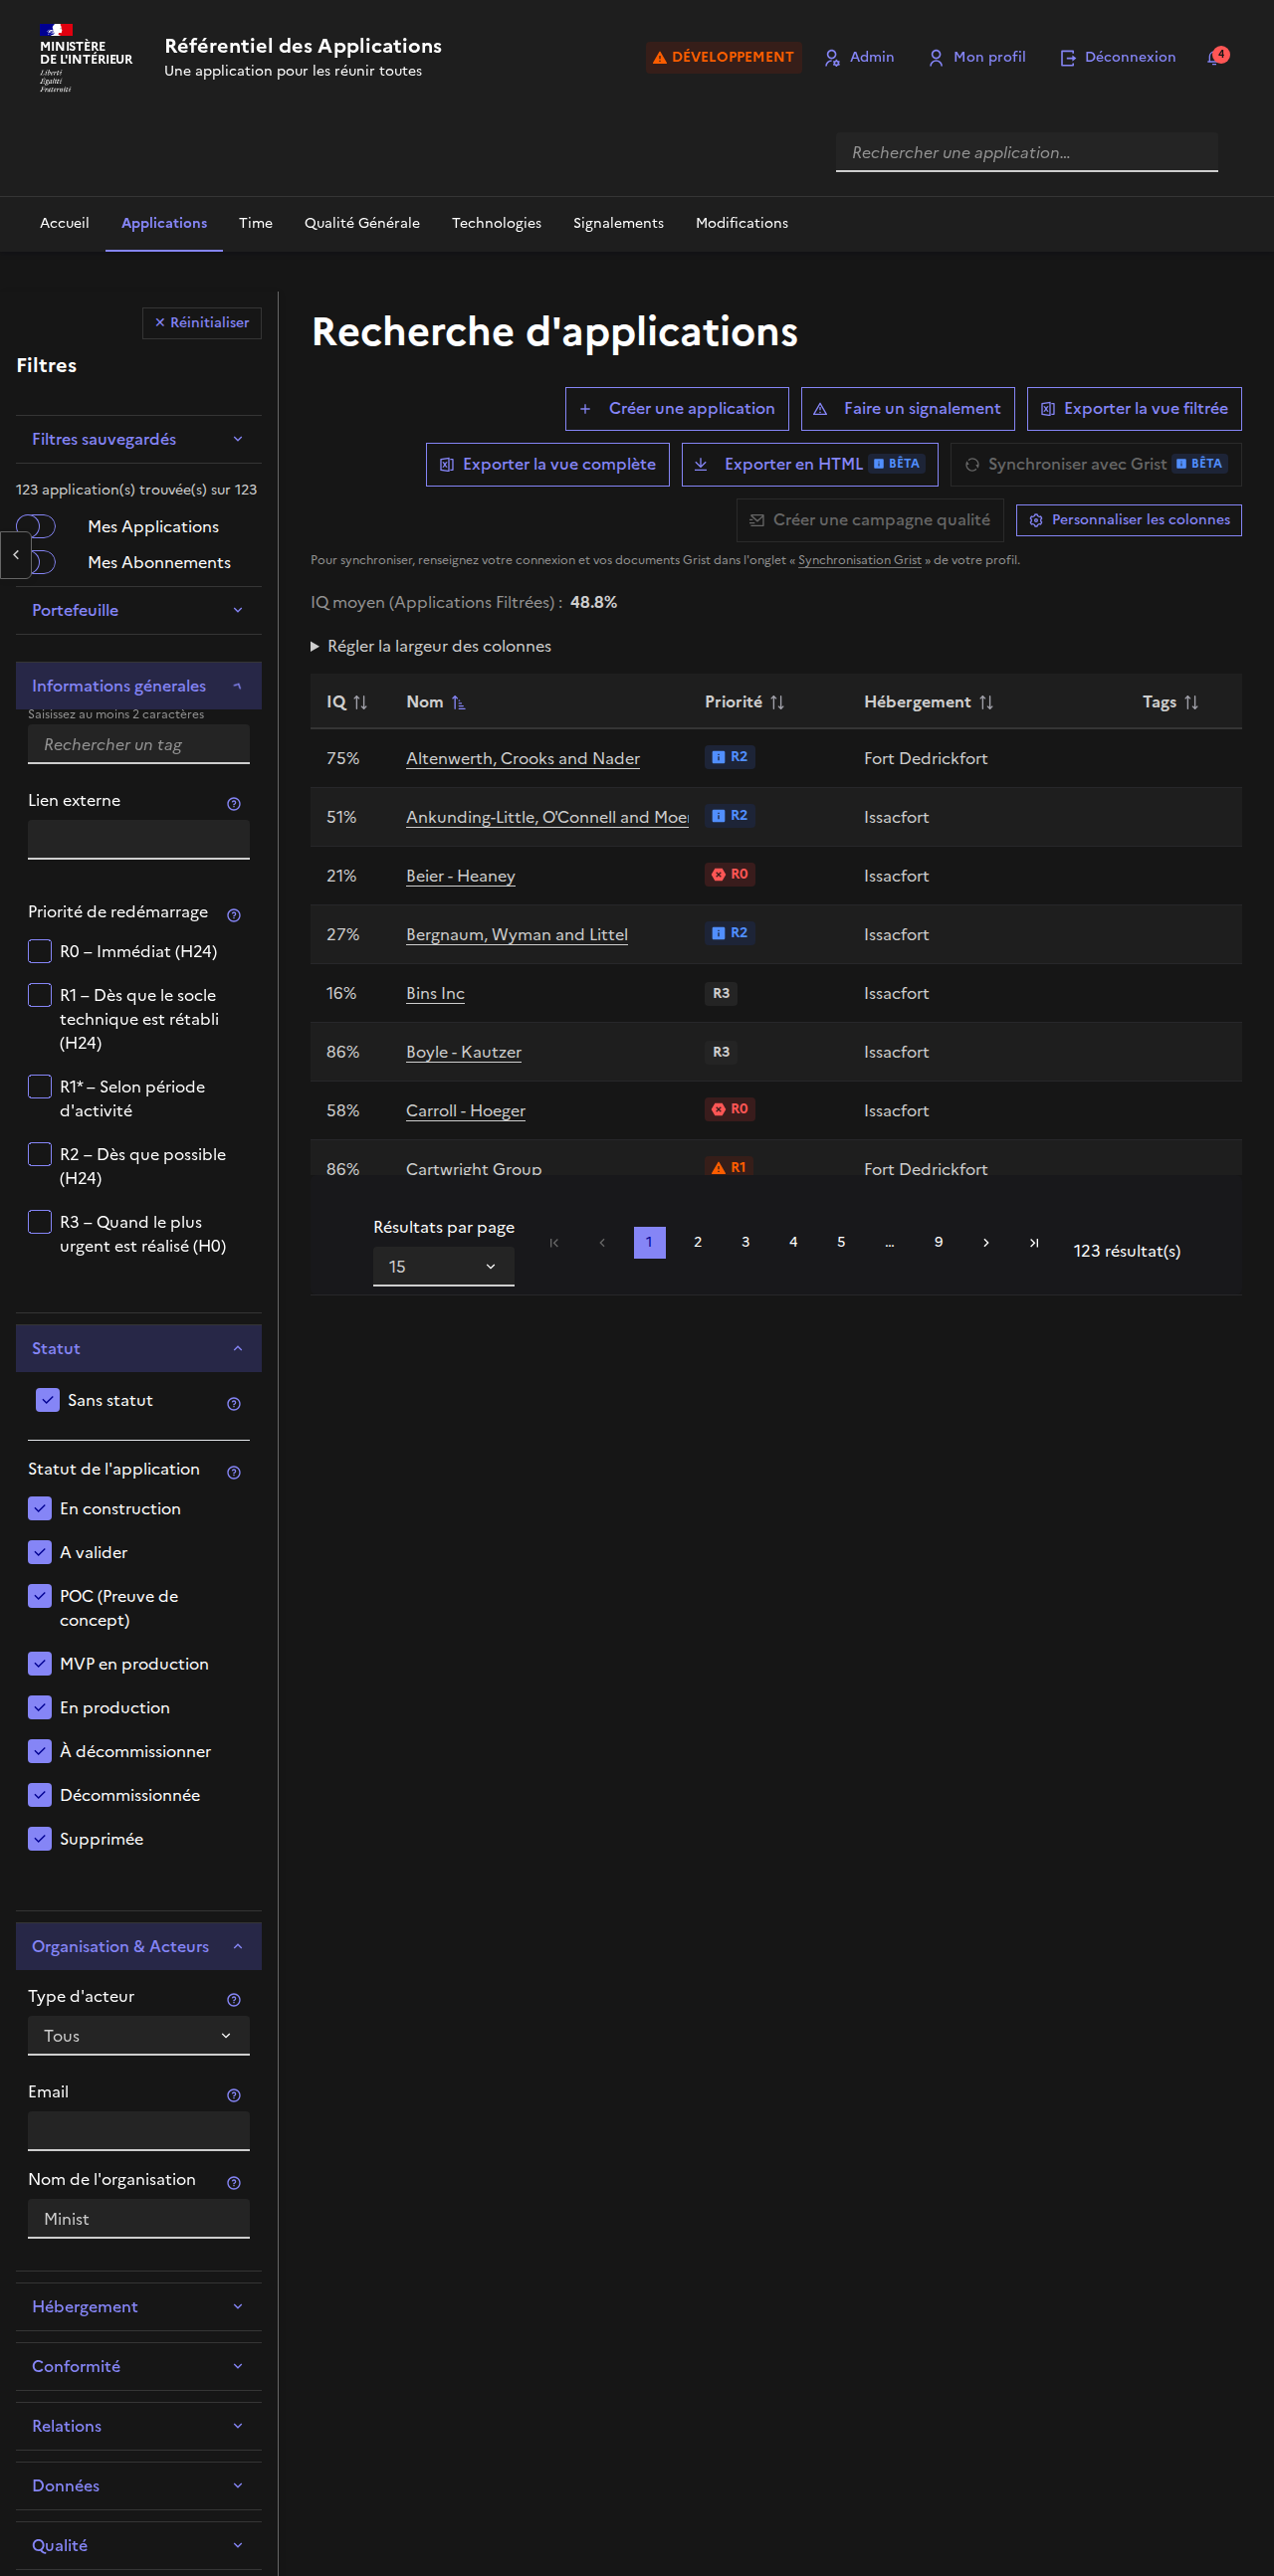 MINISTÈRE
DE L'INTÉRIEUR
Liberté
Égalité
Fraternité
Référentiel des Applications
Une application pour les réunir toutes
DÉVELOPPEMENT
Admin
Mon profil
Déconnexion
4
Rechercher une application…
Accueil
Applications
Time
Qualité Générale
Technologies
Signalements
Modifications
Réinitialiser
Filtres
Filtres sauvegardés
123 application(s) trouvée(s) sur 123
Mes Applications
Mes Abonnements
Portefeuille
Informations génerales
Saisissez au moins 2 caractères
Rechercher un tag
Lien externe
Priorité de redémarrage
R0 – Immédiat (H24)
R1 – Dès que le socle
technique est rétabli
(H24)
R1* – Selon période
d'activité
R2 – Dès que possible
(H24)
R3 – Quand le plus
urgent est réalisé (H0)
Statut
Sans statut
Statut de l'application
En construction
A valider
POC (Preuve de
concept)
MVP en production
En production
À décommissionner
Décommissionnée
Supprimée
Organisation & Acteurs
Type d'acteur
Tous
Email
Nom de l'organisation
Minist
Hébergement
Conformité
Relations
Données
Qualité
Recherche d'applications
Créer une application
Faire un signalement
Exporter la vue filtrée
Exporter la vue complète
Exporter en HTML BÊTA
Synchroniser avec Grist BÊTA
Créer une campagne qualité
Personnaliser les colonnes
Pour synchroniser, renseignez votre connexion et vos documents Grist dans l'onglet « Synchronisation Grist » de votre profil.
IQ moyen (Applications Filtrées) : 48.8%
Régler la largeur des colonnes
IQ Nom Priorité Hébergement Tags
75% Altenwerth, Crooks and Nader R2 Fort Dedrickfort
51% Ankunding-Little, O'Connell and Moer R2 Issacfort
21% Beier - Heaney R0 Issacfort
27% Bergnaum, Wyman and Littel R2 Issacfort
16% Bins Inc R3 Issacfort
86% Boyle - Kautzer R3 Issacfort
58% Carroll - Hoeger R0 Issacfort
86% Cartwright Group R1 Fort Dedrickfort
Résultats par page
15
1 2 3 4 5 … 9
123 résultat(s)